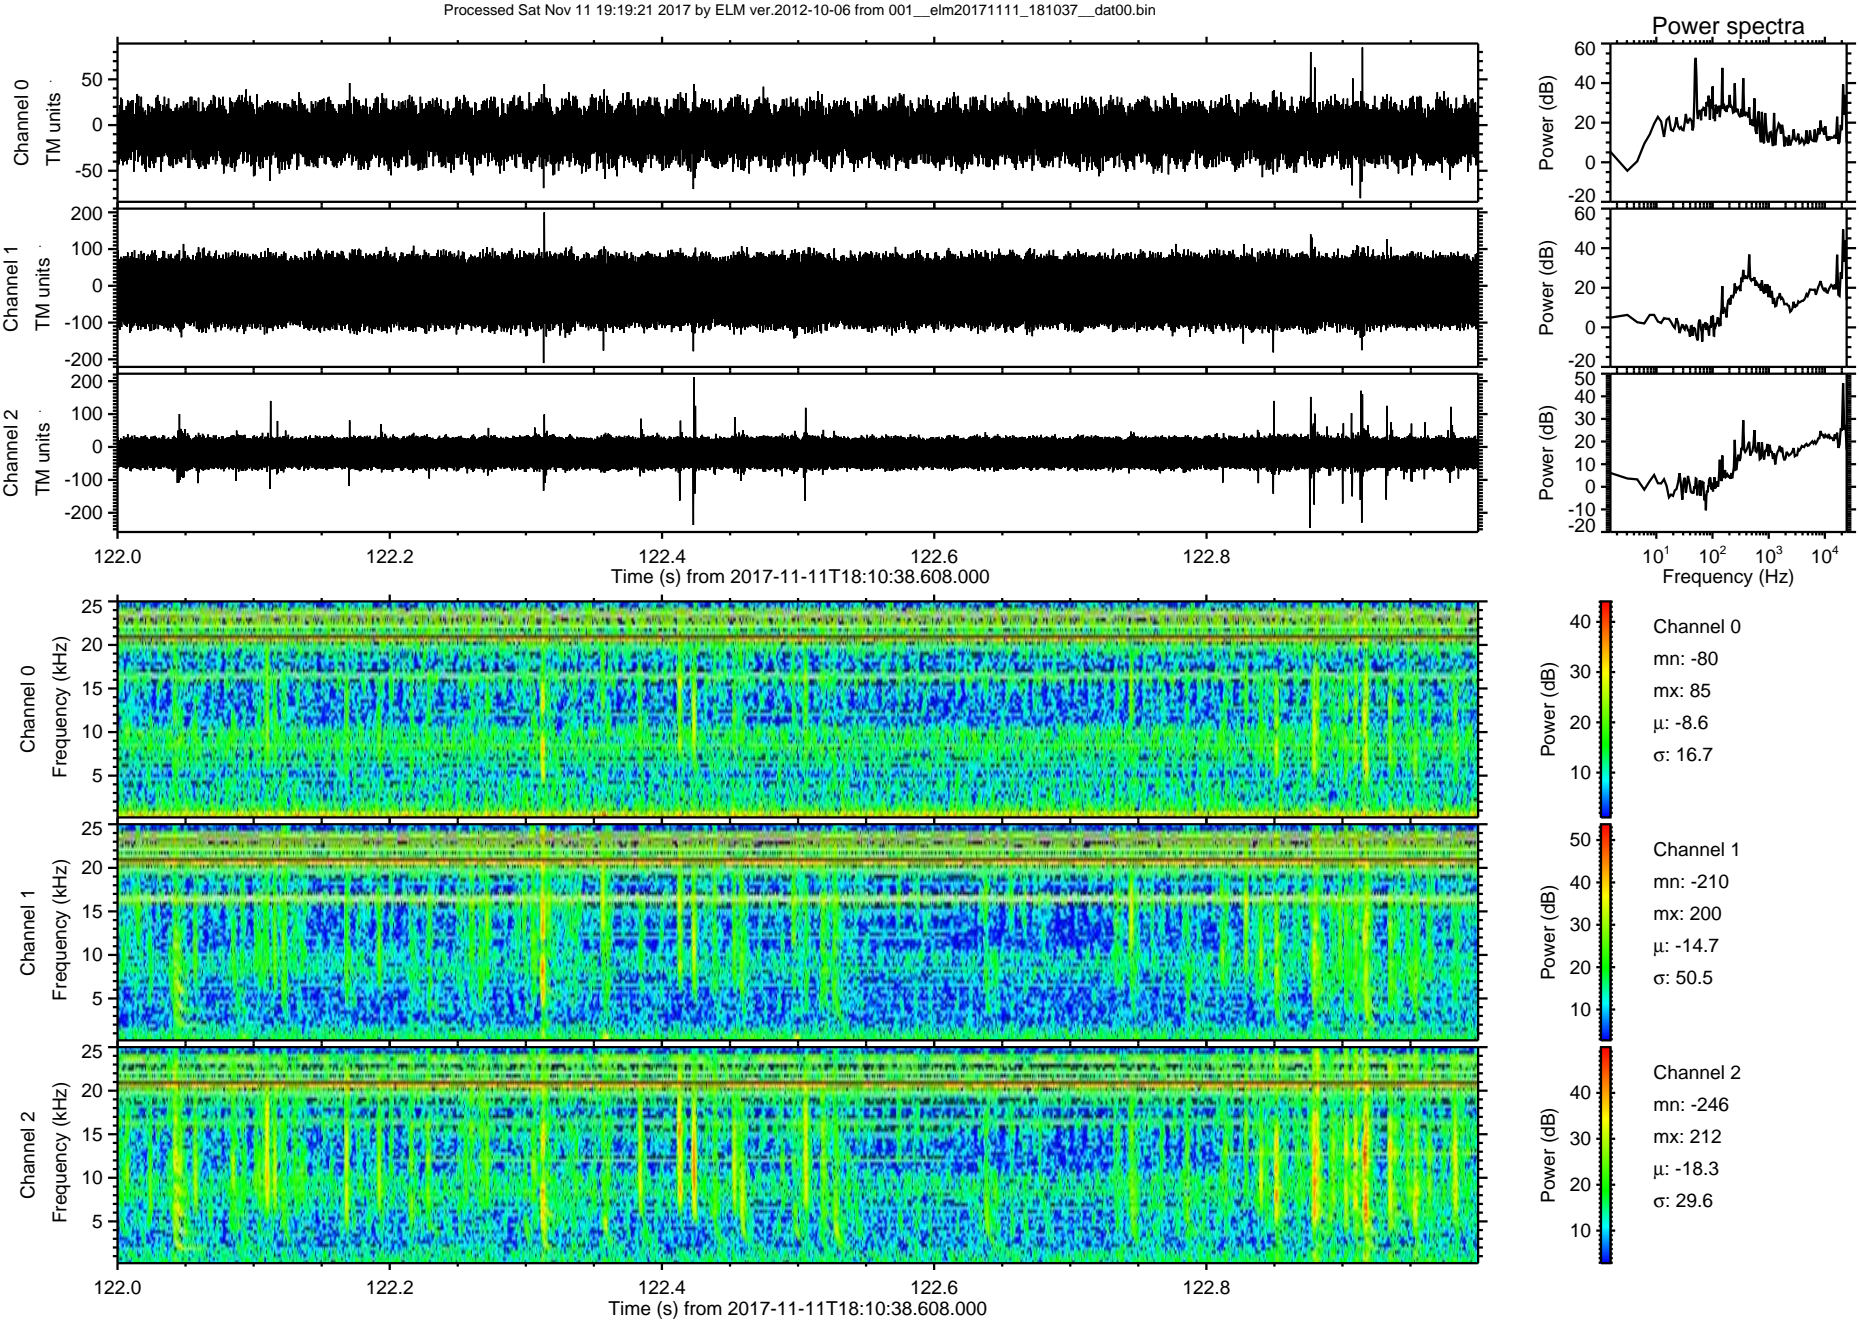 Processed Sat Nov 11 19:19:21 2017 by ELM ver.2012-10-06 from 001__elm20171111_181037__dat00.bin
Power spectra
Channel 0
TM units
50
0
-50
Power (dB)
60
40
20
0
-20
Channel 1
TM units
200
100
0
-100
-200
Power (dB)
60
40
20
0
-20
Channel 2
TM units
200
100
0
-100
-200
Power (dB)
50
40
30
20
10
0
-10
-20
122.0 122.2 122.4 122.6 122.8
Time (s) from 2017-11-11T18:10:38.608.000
10¹ 10² 10³ 10⁴
Frequency (Hz)
Channel 0
Frequency (kHz)
25
20
15
10
5
Power (dB)
40
30
20
10
Channel 0
mn: -80
mx: 85
μ: -8.6
σ: 16.7
Channel 1
Frequency (kHz)
25
20
15
10
5
Power (dB)
50
40
30
20
10
Channel 1
mn: -210
mx: 200
μ: -14.7
σ: 50.5
Channel 2
Frequency (kHz)
25
20
15
10
5
Power (dB)
40
30
20
10
Channel 2
mn: -246
mx: 212
μ: -18.3
σ: 29.6
122.0 122.2 122.4 122.6 122.8
Time (s) from 2017-11-11T18:10:38.608.000